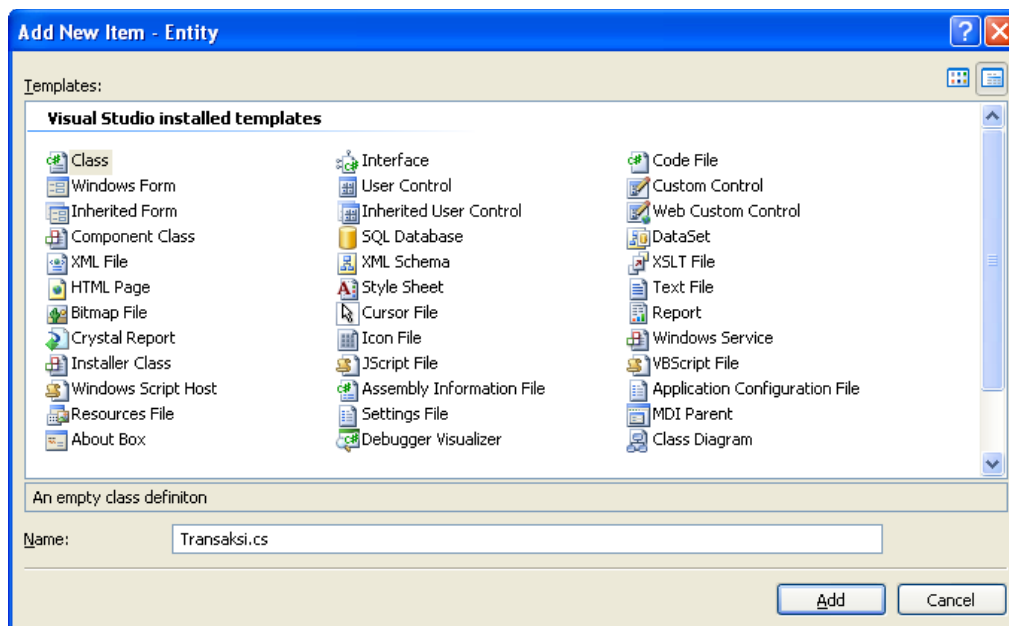 Add New Item - Entity
Templates:
Visual Studio installed templates
Class Interface Code File
Windows Form User Control Custom Control
Inherited Form Inherited User Control Web Custom Control
Component Class SQL Database DataSet
XML File XML Schema XSLT File
HTML Page Style Sheet Text File
Bitmap File Cursor File Report
Crystal Report Icon File Windows Service
Installer Class JScript File VBScript File
Windows Script Host Assembly Information File Application Configuration File
Resources File Settings File MDI Parent
About Box Debugger Visualizer Class Diagram
An empty class definiton
Name: Transaksi.cs
Add Cancel